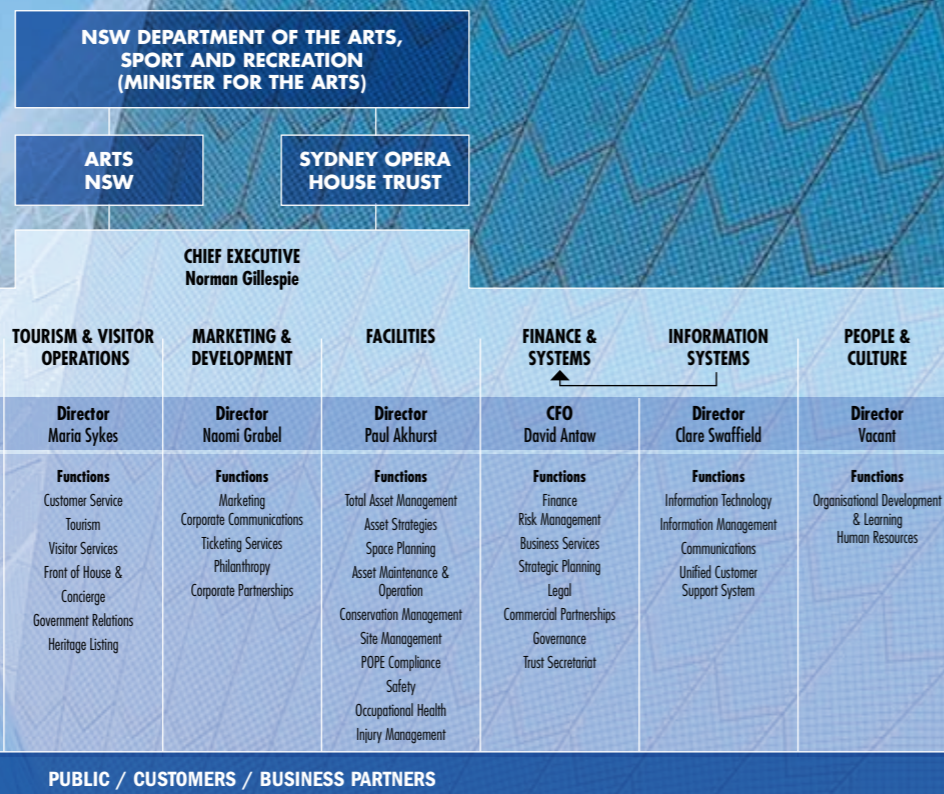 NSW DEPARTMENT OF THE ARTS,
SPORT AND RECREATION
(MINISTER FOR THE ARTS)
ARTS
NSW
SYDNEY OPERA
HOUSE TRUST
CHIEF EXECUTIVE
Norman Gillespie
TOURISM & VISITOR
OPERATIONS
Director
Maria Sykes
Functions
Customer Service
Tourism
Visitor Services
Front of House &
Concierge
Government Relations
Heritage Listing
MARKETING &
DEVELOPMENT
Director
Naomi Grabel
Functions
Marketing
Corporate Communications
Ticketing Services
Philanthropy
Corporate Partnerships
FACILITIES
Director
Paul Akhurst
Functions
Total Asset Management
Asset Strategies
Space Planning
Asset Maintenance &
Operation
Conservation Management
Site Management
POPE Compliance
Safety
Occupational Health
Injury Management
FINANCE &
SYSTEMS
CFO
David Antaw
Functions
Finance
Risk Management
Business Services
Strategic Planning
Legal
Commercial Partnerships
Governance
Trust Secretariat
INFORMATION
SYSTEMS
Director
Clare Swaffield
Functions
Information Technology
Information Management
Communications
Unified Customer
Support System
PEOPLE &
CULTURE
Director
Vacant
Functions
Organisational Development
& Learning
Human Resources
PUBLIC / CUSTOMERS / BUSINESS PARTNERS